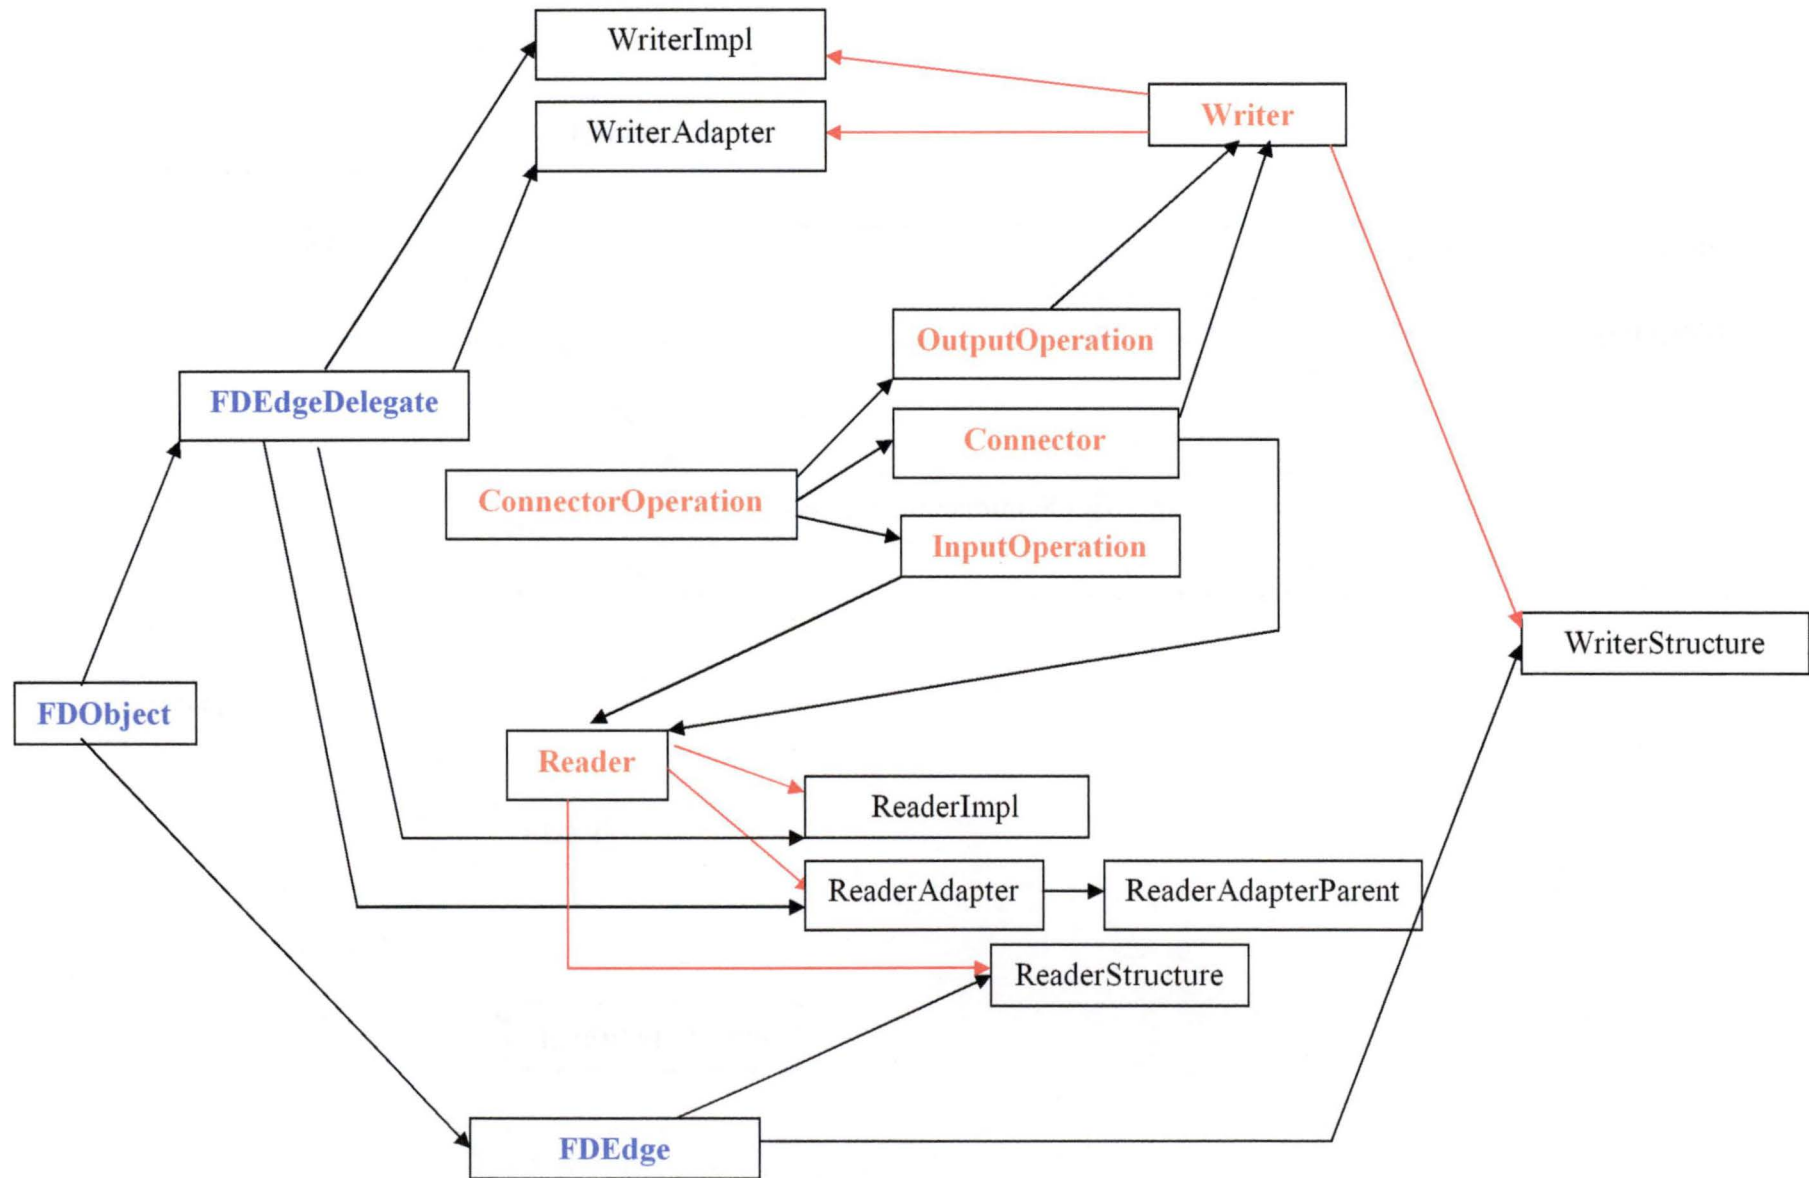 WriterImpl
Writer
WriterAdapter
OutputOperation
FDEdgeDelegate
Connector
ConnectorOperation
InputOperation
WriterStructure
FDObject
Reader
ReaderImpl
ReaderAdapter
ReaderAdapterParent
ReaderStructure
FDEdge